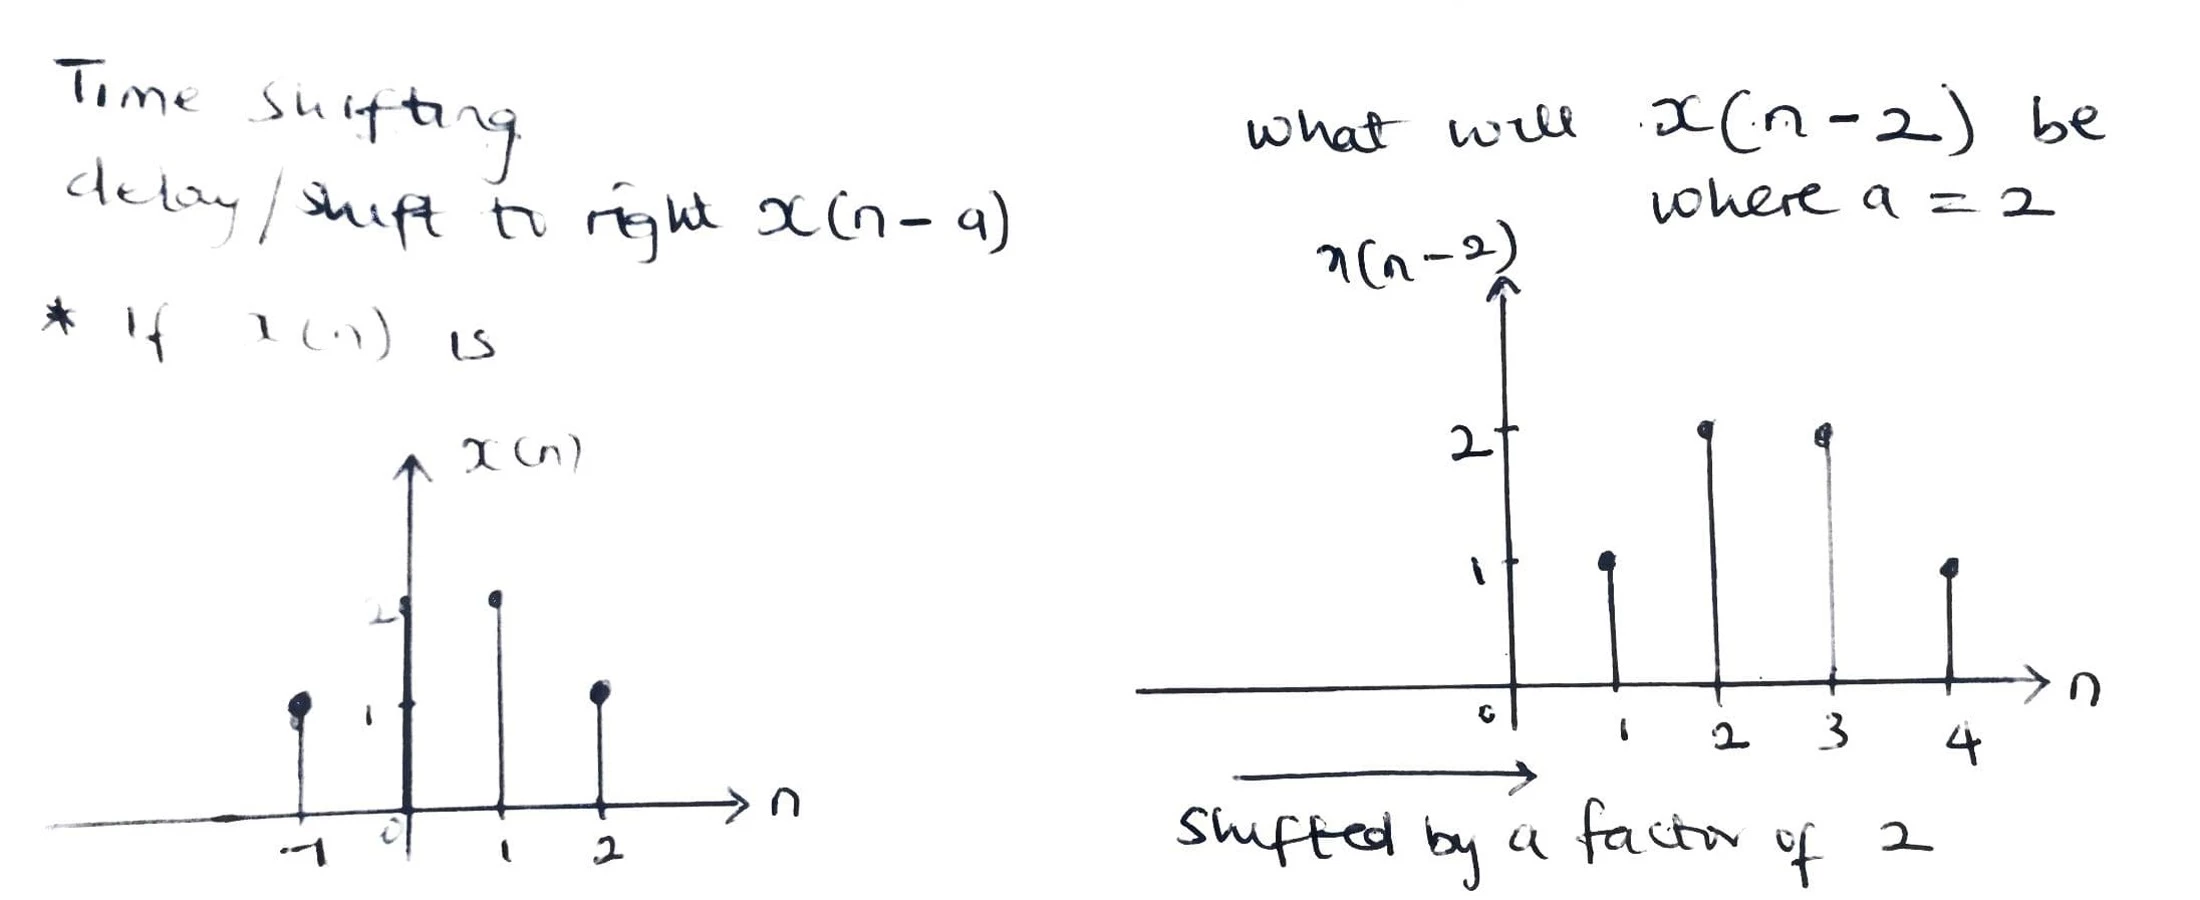 Time shifting
delay/shift to right x(n-a)
* If x(n) is
x(n)
2
1
0
-1
1
2
n
what will x(n-2) be
where a = 2
x(n-2)
2
1
0
1
2
3
4
n
shifted by a factor of 2